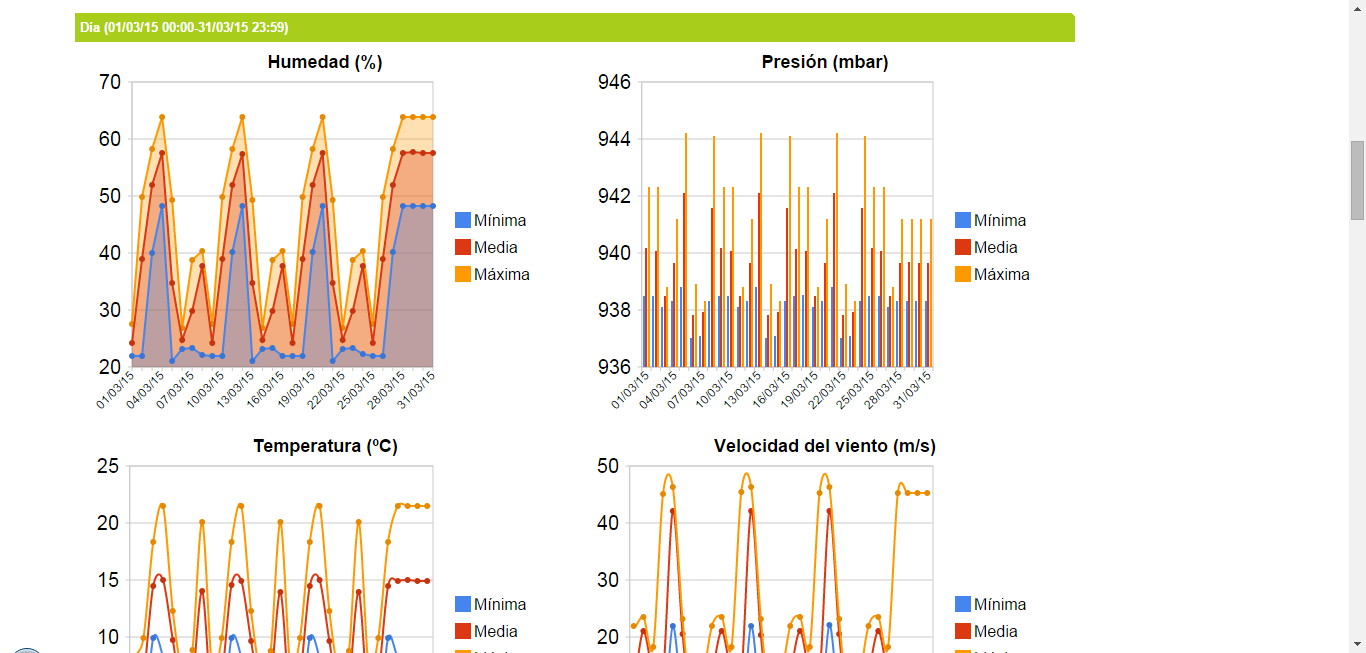 Día (01/03/15 00:00-31/03/15 23:59)
Humedad (%)
70
60
50
40
30
20
01/03/15
04/03/15
07/03/15
10/03/15
13/03/15
16/03/15
19/03/15
22/03/15
25/03/15
28/03/15
31/03/15
Mínima
Media
Máxima
Presión (mbar)
946
944
942
940
938
936
01/03/15
04/03/15
07/03/15
10/03/15
13/03/15
16/03/15
19/03/15
22/03/15
25/03/15
28/03/15
31/03/15
Mínima
Media
Máxima
Temperatura (ºC)
25
20
15
10
Mínima
Media
Velocidad del viento (m/s)
50
40
30
20
Mínima
Media